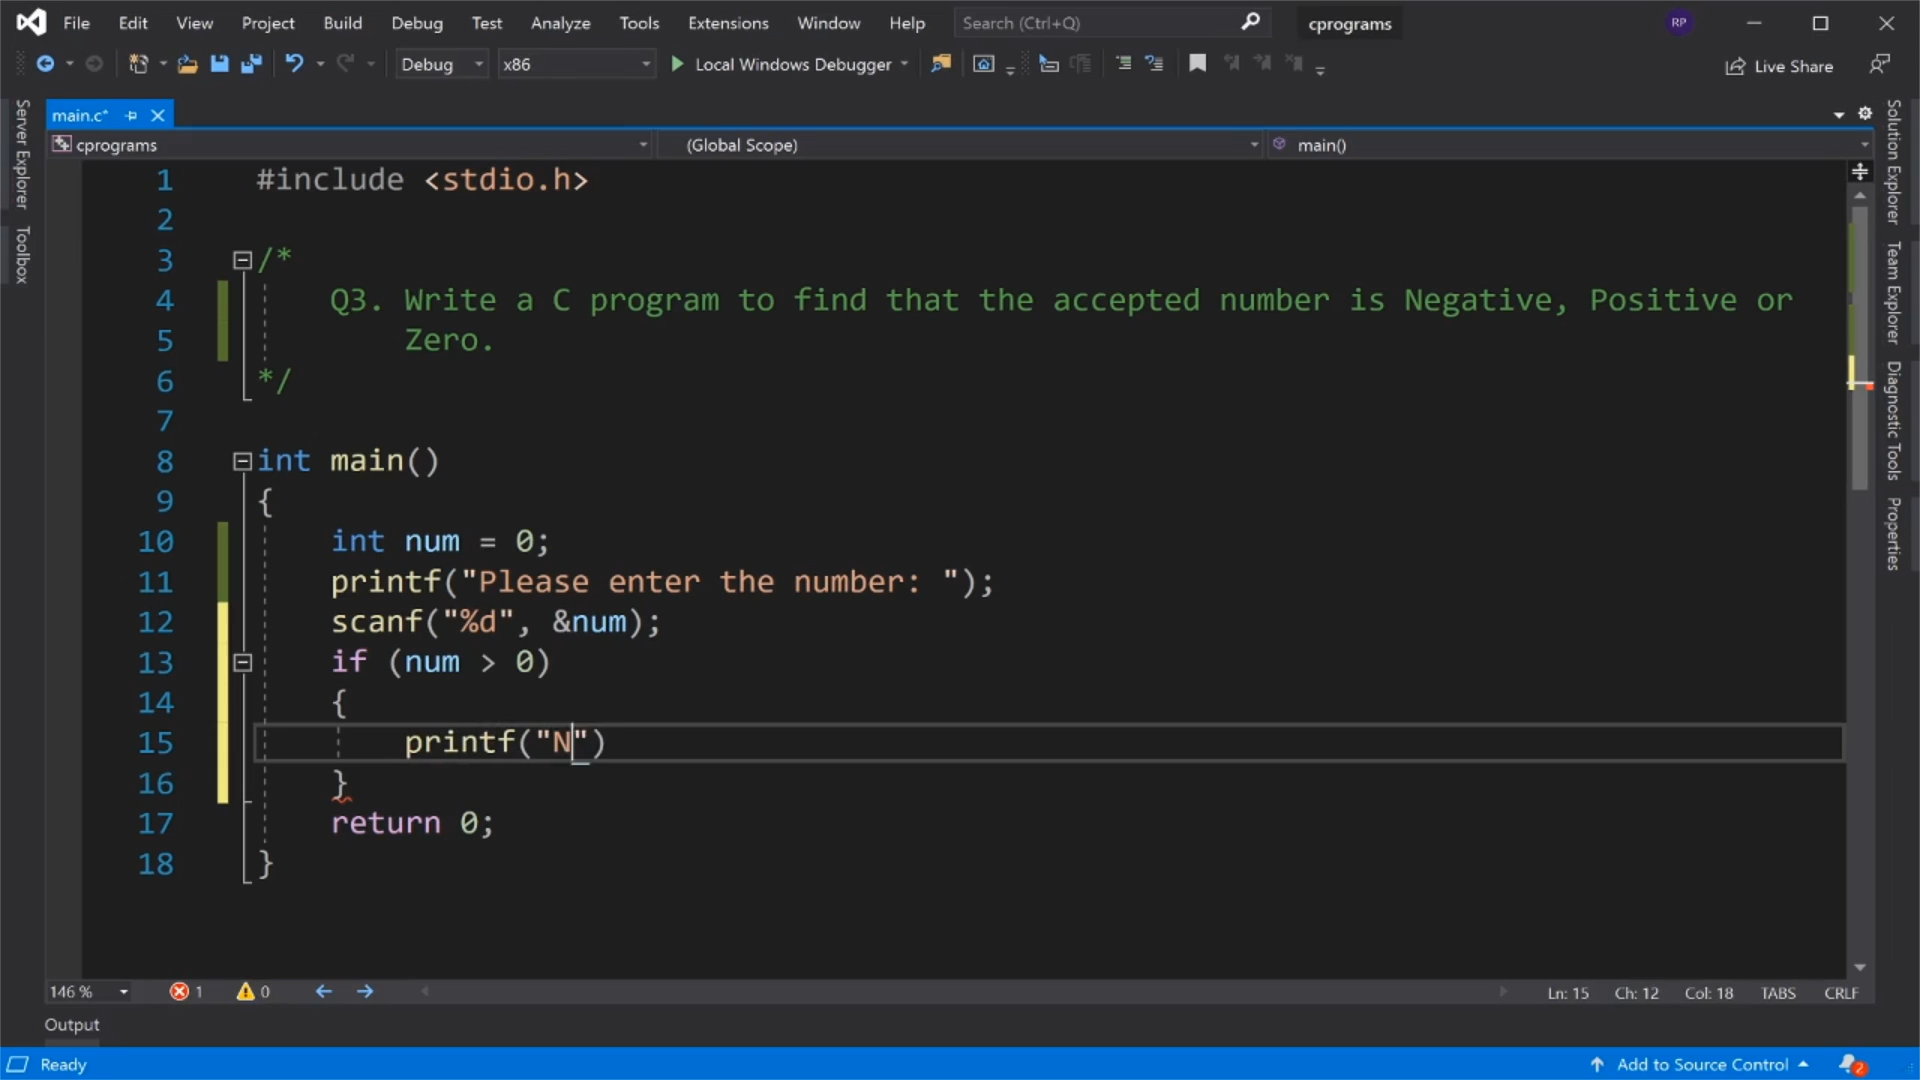 File Edit View Project Build Debug Test Analyze Tools Extensions Window Help Search (Ctrl+Q) cprograms RP
Debug x86 Local Windows Debugger Live Share
main.c*
cprograms (Global Scope) main()
Server Explorer
Toolbox
1 #include <stdio.h>
2
3 /*
4 Q3. Write a C program to find that the accepted number is Negative, Positive or
5 Zero.
6 */
7
8 int main()
9 {
10 int num = 0;
11 printf("Please enter the number: ");
12 scanf("%d", &num);
13 if (num > 0)
14 {
15 printf("N")
16 }
17 return 0;
18 }
Solution Explorer
Team Explorer
Diagnostic Tools
Properties
146 % 1 0 Ln: 15 Ch: 12 Col: 18 TABS CRLF
Output
Ready Add to Source Control 2